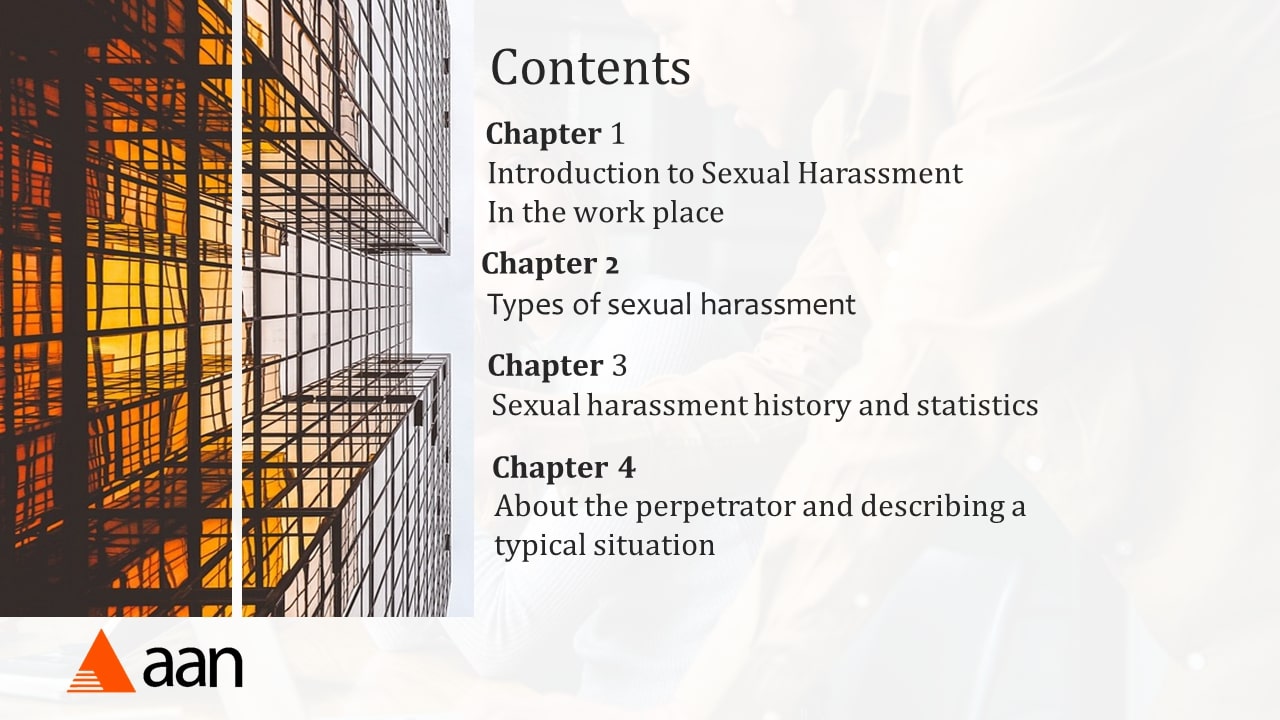 Contents
Chapter 1
Introduction to Sexual Harassment
In the work place
Chapter 2
Types of sexual harassment
Chapter 3
Sexual harassment history and statistics
Chapter 4
About the perpetrator and describing a
typical situation
aan